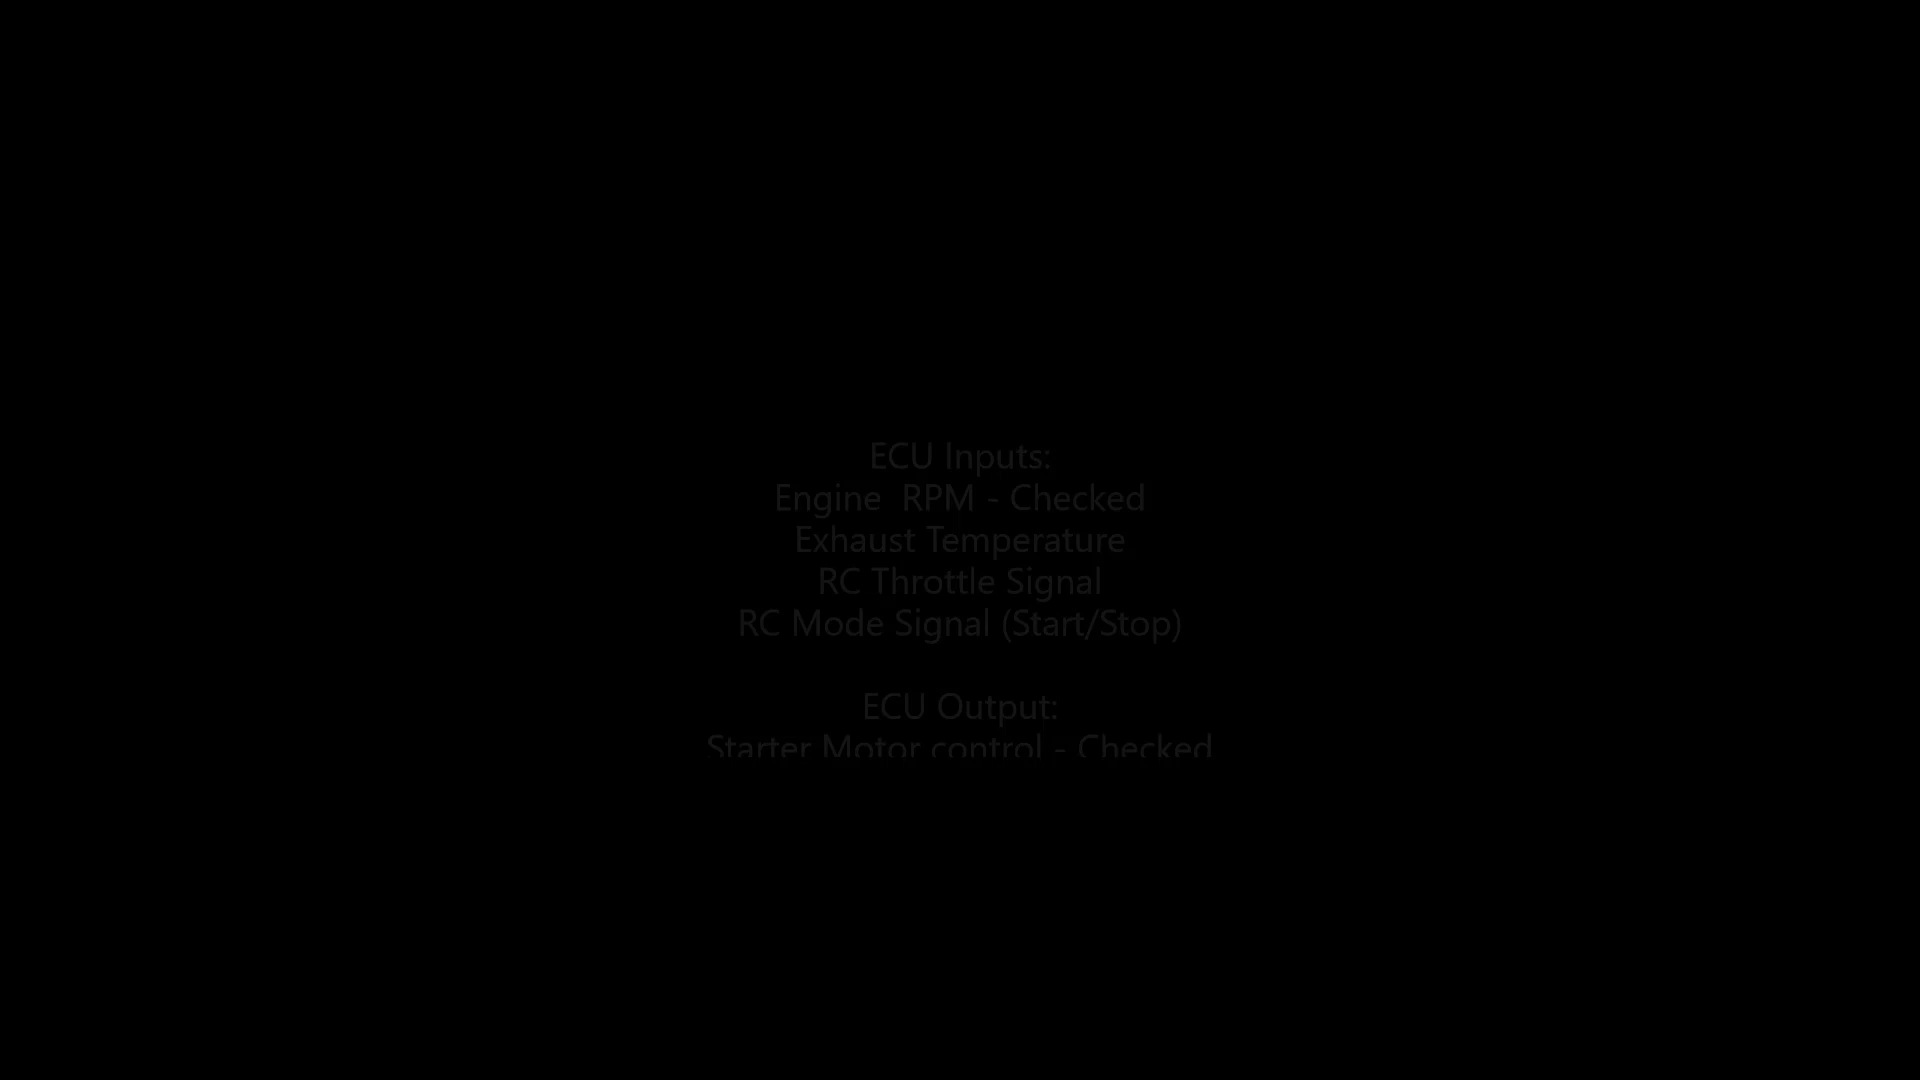 ECU Inputs:
Engine  RPM - Checked
Exhaust Temperature
RC Throttle Signal
RC Mode Signal (Start/Stop)
ECU Output:
Starter Motor control - Checked